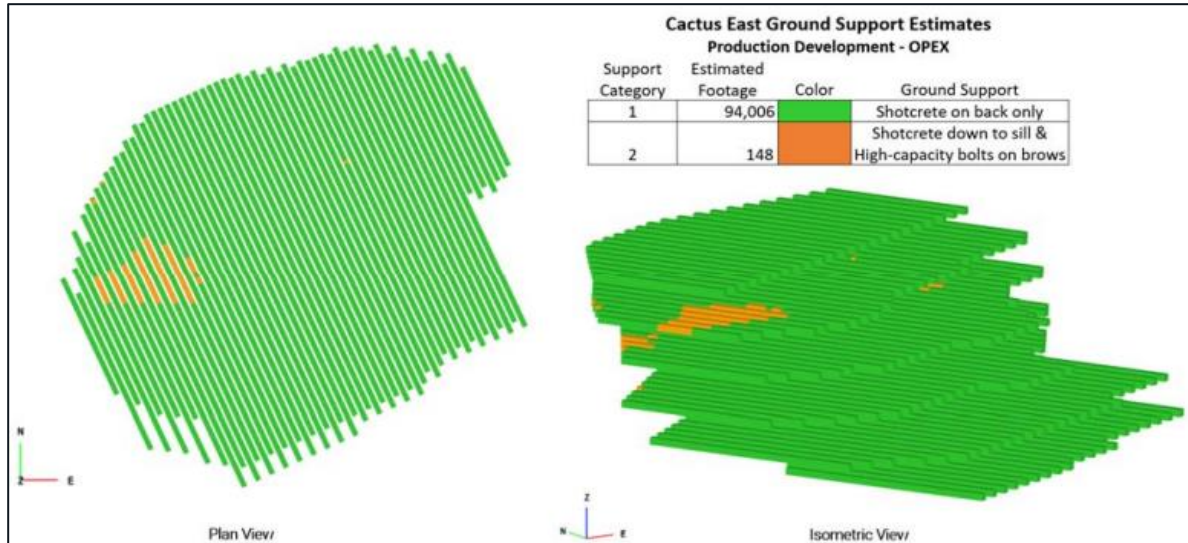 Cactus East Ground Support Estimates
Production Development - OPEX
Support Category Estimated Footage Color Ground Support
1 94,006 Shotcrete on back only
2 148 Shotcrete down to sill & High-capacity bolts on brows
N
Z E
Plan View
Z
N E
Isometric View